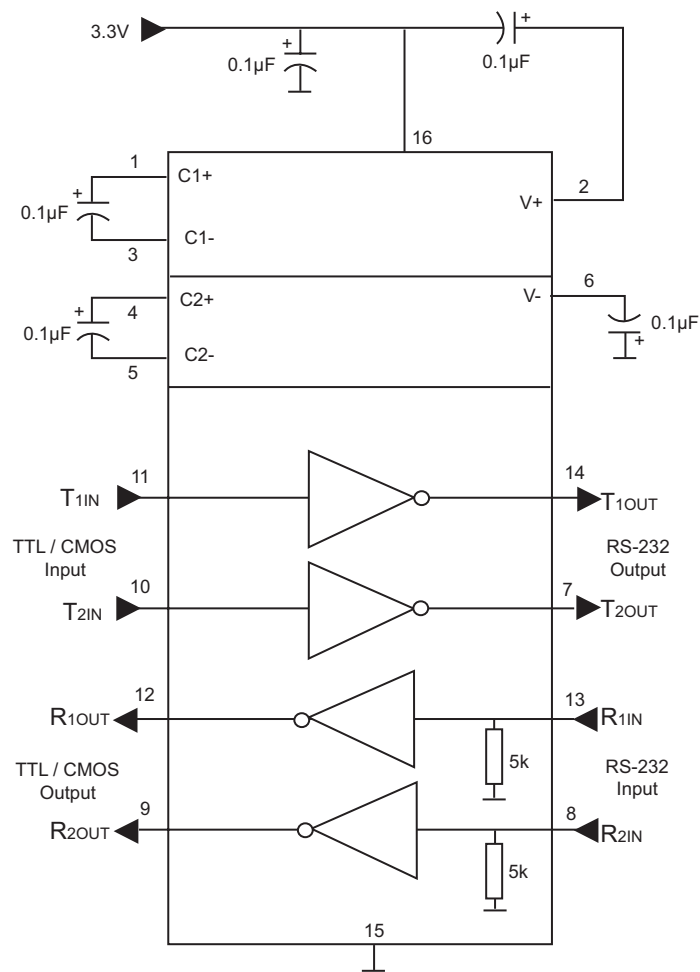 3.3V
+
0.1µF
+
0.1µF
16
1
C1+
+
0.1µF
C1-
3
V+
2
C2+
4
+
0.1µF
C2-
5
V-
6
0.1µF
+
11
T1IN
14
T1OUT
TTL / CMOS
Input
RS-232
Output
10
T2IN
7
T2OUT
12
R1OUT
13
R1IN
5k
TTL / CMOS
Output
RS-232
Input
9
R2OUT
8
R2IN
5k
15